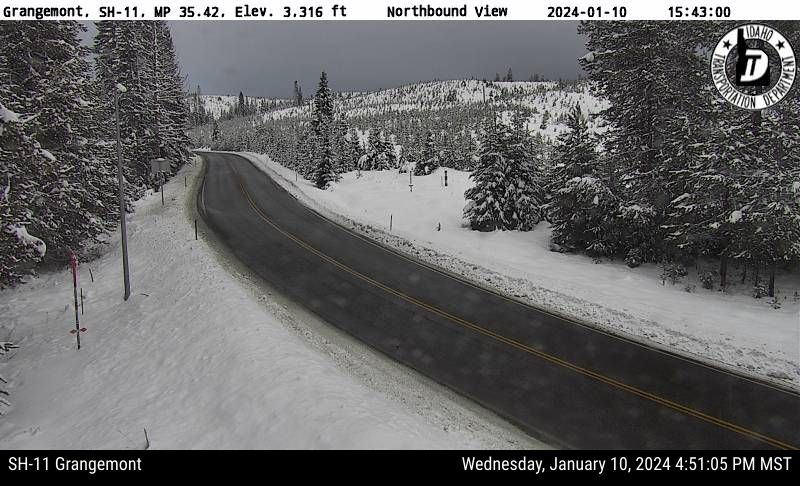 Grangemont, SH-11, MP 35.42, Elev. 3,316 ft Northbound View 2024-01-10 15:43:00
IDAHO
TRANSPORTATION DEPARTMENT
SH-11 Grangemont Wednesday, January 10, 2024 4:51:05 PM MST